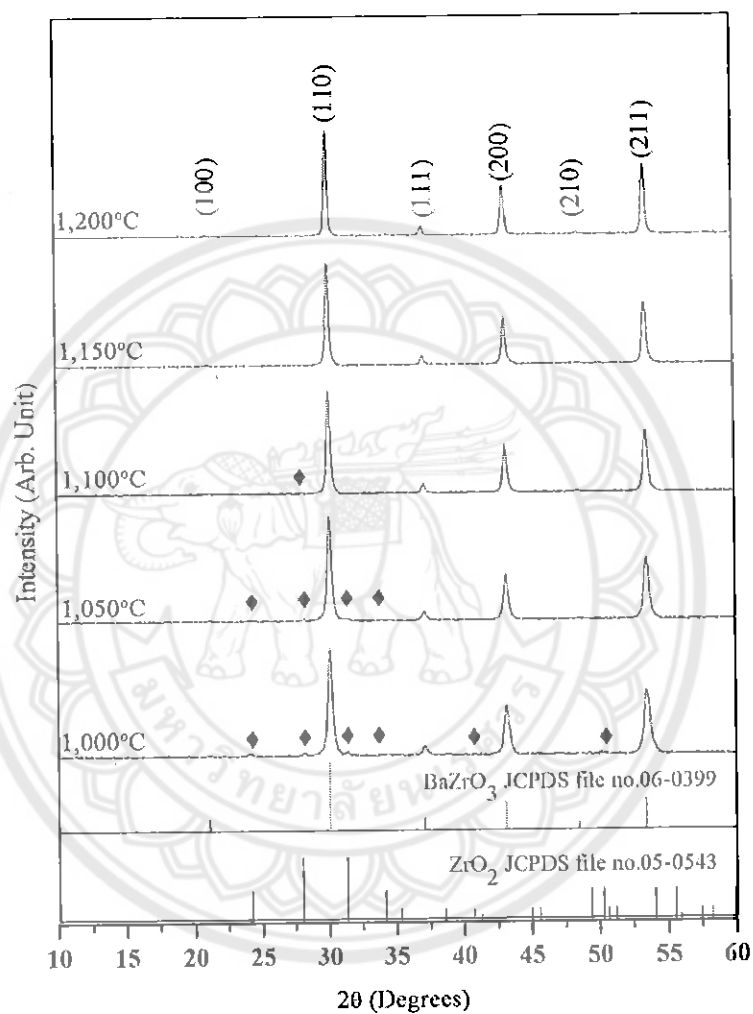 (100)
(110)
(111)
(200)
(210)
(211)
1,200°C
1,150°C
1,100°C
1,050°C
1,000°C
BaZrO3 JCPDS file no.06-0399
ZrO2 JCPDS file no.05-0543
Intensity (Arb. Unit)
10 15 20 25 30 35 40 45 50 55 60
2θ (Degrees)